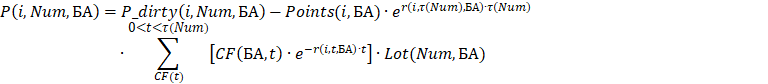 P(i, Num, БА) = P_dirty(i, Num, БА) − Points(i, БА) · e^{r(i,τ(Num),БА)·τ(Num)}
· ∑_{CF(t)}^{0<t<τ(Num)} [CF(БА,t) · e^{−r(i,t,БА)·t}] · Lot(Num, БА)